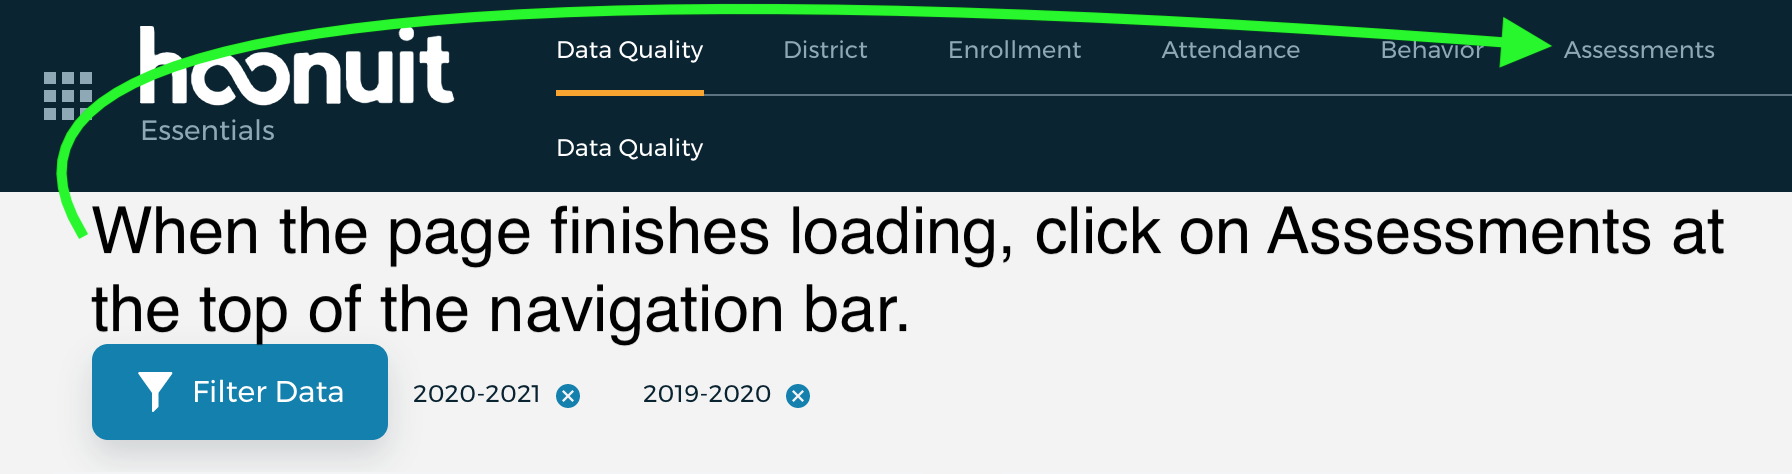 hoonuit
Essentials
Data Quality District Enrollment Attendance Behavior Assessments
Data Quality
When the page finishes loading, click on Assessments at
the top of the navigation bar.
Filter Data 2020-2021 2019-2020